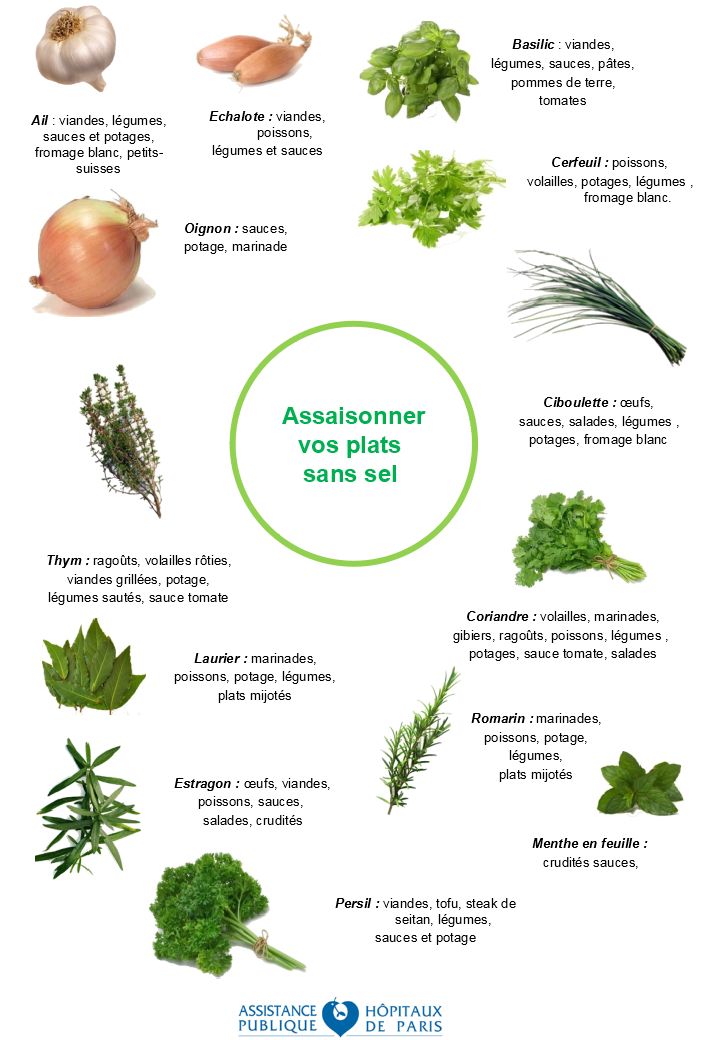 Ail : viandes, légumes,
sauces et potages,
fromage blanc, petits-
suisses
Echalote : viandes,
poissons,
légumes et sauces
Basilic : viandes,
légumes, sauces, pâtes,
pommes de terre,
tomates
Cerfeuil : poissons,
volailles, potages, légumes ,
fromage blanc.
Oignon : sauces,
potage, marinade
Ciboulette : œufs,
sauces, salades, légumes ,
potages, fromage blanc
Assaisonner
vos plats
sans sel
Thym : ragoûts, volailles rôties,
viandes grillées, potage,
légumes sautés, sauce tomate
Coriandre : volailles, marinades,
gibiers, ragoûts, poissons, légumes ,
potages, sauce tomate, salades
Laurier : marinades,
poissons, potage, légumes,
plats mijotés
Romarin : marinades,
poissons, potage,
légumes,
plats mijotés
Estragon : œufs, viandes,
poissons, sauces,
salades, crudités
Menthe en feuille :
crudités sauces,
Persil : viandes, tofu, steak de
seitan, légumes,
sauces et potage
ASSISTANCE HÔPITAUX
PUBLIQUE DE PARIS